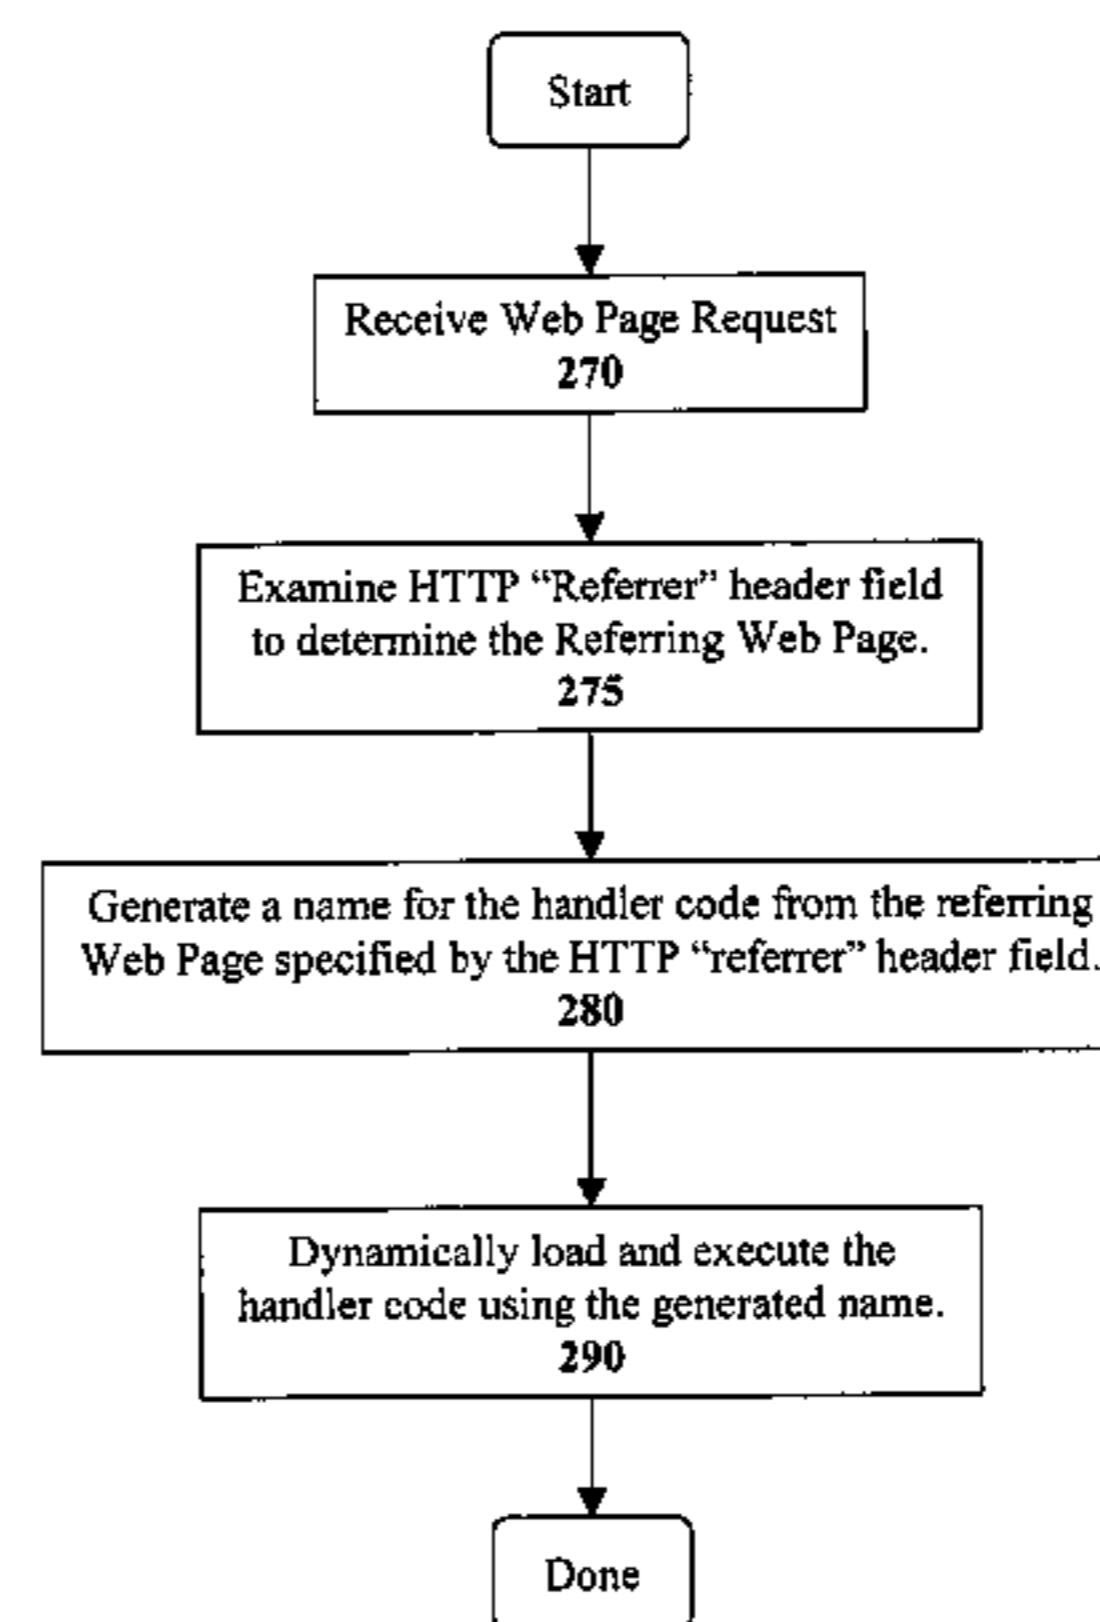 Start
Receive Web Page Request
270
Examine HTTP “Referrer” header field
to determine the Referring Web Page.
275
Generate a name for the handler code from the referring
Web Page specified by the HTTP “referrer” header field.
280
Dynamically load and execute the
handler code using the generated name.
290
Done